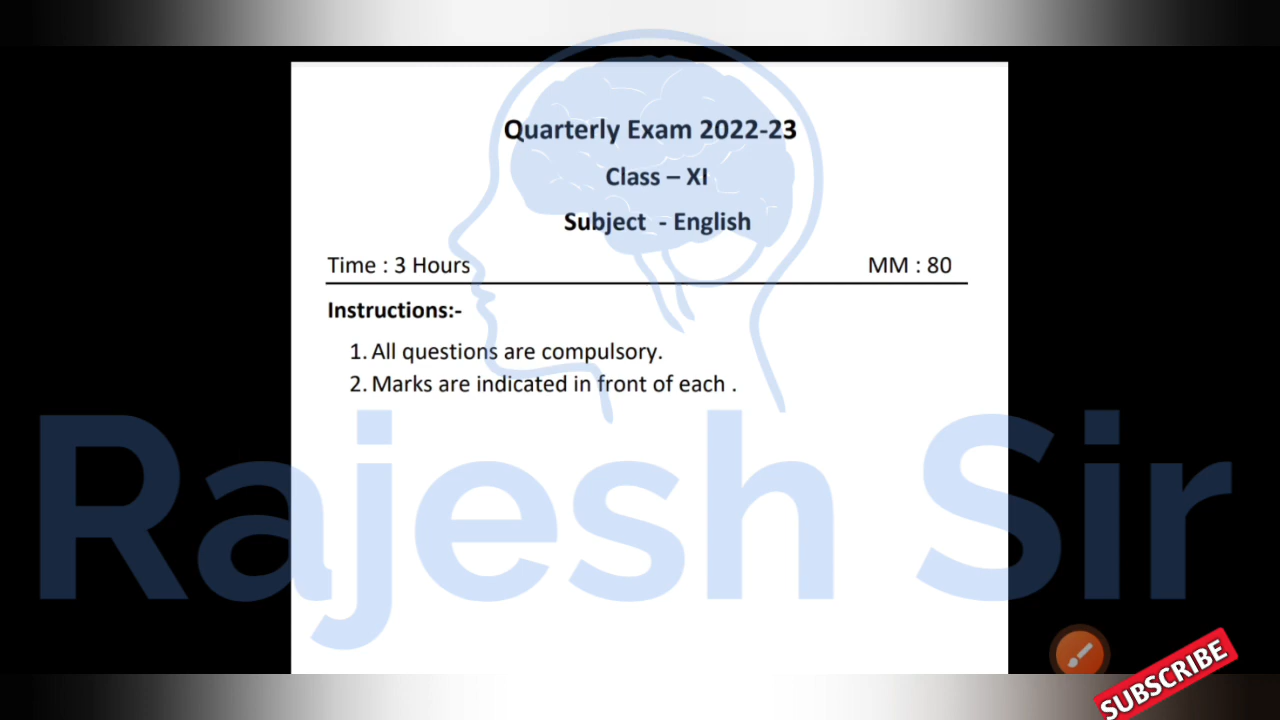 Quarterly Exam 2022-23
Class – XI
Subject - English
Time : 3 Hours MM : 80
Instructions:-
1. All questions are compulsory.
2. Marks are indicated in front of each .
Rajesh Sir
SUBSCRIBE